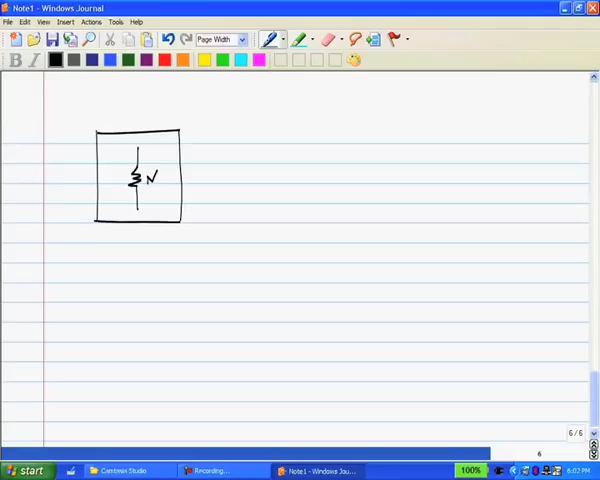 Note1 - Windows Journal
File Edit View Insert Actions Tools Help
Page Width
B I
N
6/6
6
start Camtasia Studio Recording... Note1 - Windows Jou... 100% 6:02 PM